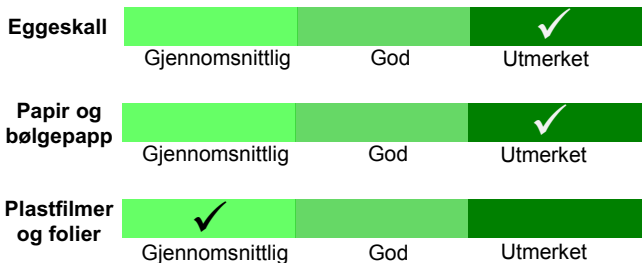 Eggeskall
Gjennomsnittlig God Utmerket
Papir og
bølgepapp
Gjennomsnittlig God Utmerket
Plastfilmer
og folier
Gjennomsnittlig God Utmerket